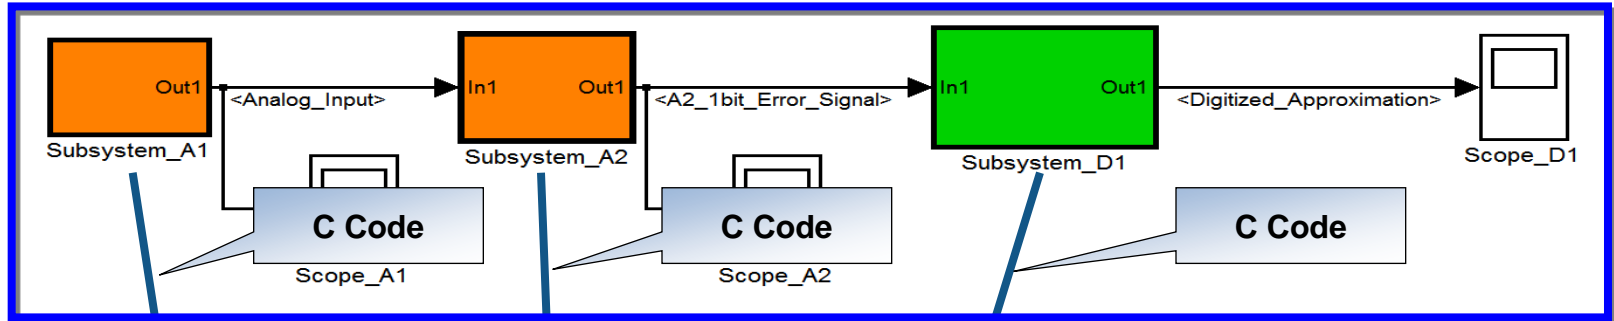 Out1
<Analog_Input>
In1
Out1
<A2_1bit_Error_Signal>
In1
Out1
<Digitized_Approximation>
Subsystem_A1
Subsystem_A2
Subsystem_D1
Scope_D1
C Code
C Code
C Code
Scope_A1
Scope_A2